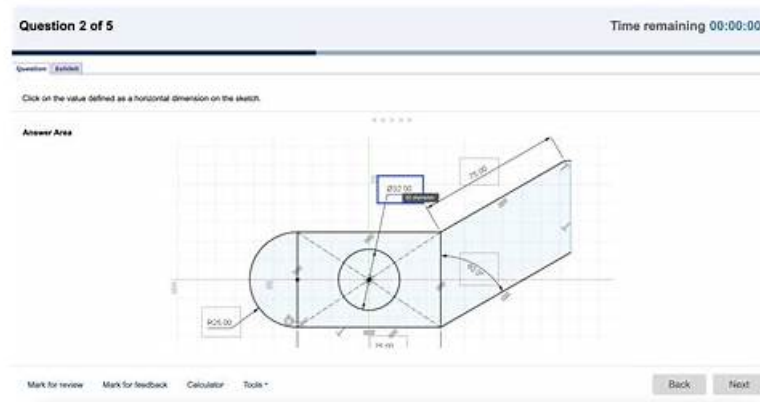 Question 2 of 5
Time remaining 00:00:00
Question Exhibit
Click on the value defined as a horizontal dimension on the sketch.
Answer Area
75.00
Ø32.00
R25.00
Mark for review Mark for feedback Calculator Tools
Back Next